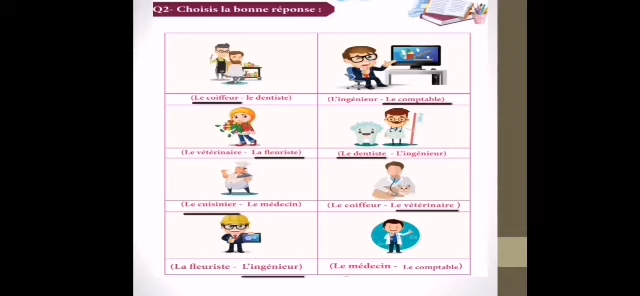 Q2- Choisis la bonne réponse :
(Le coiffeur - le dentiste)
(L'ingénieur - Le comptable)
(Le vétérinaire - La fleuriste)
(Le dentiste - L'ingénieur)
(Le cuisinier - Le médecin)
(Le coiffeur - Le vétérinaire )
(La fleuriste - L'ingénieur)
(Le médecin - Le comptable)